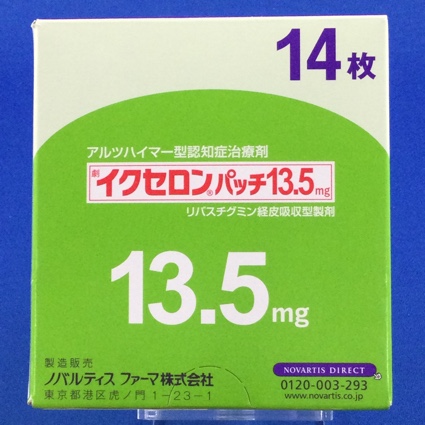 14枚
アルツハイマー型認知症治療剤
劇 イクセロン®パッチ13.5mg
リバスチグミン経皮吸収型製剤
13.5mg
製造販売
ノバルティス ファーマ株式会社
東京都港区虎ノ門1-23-1
NOVARTIS DIRECT
0120-003-293
www.novartis.co.jp